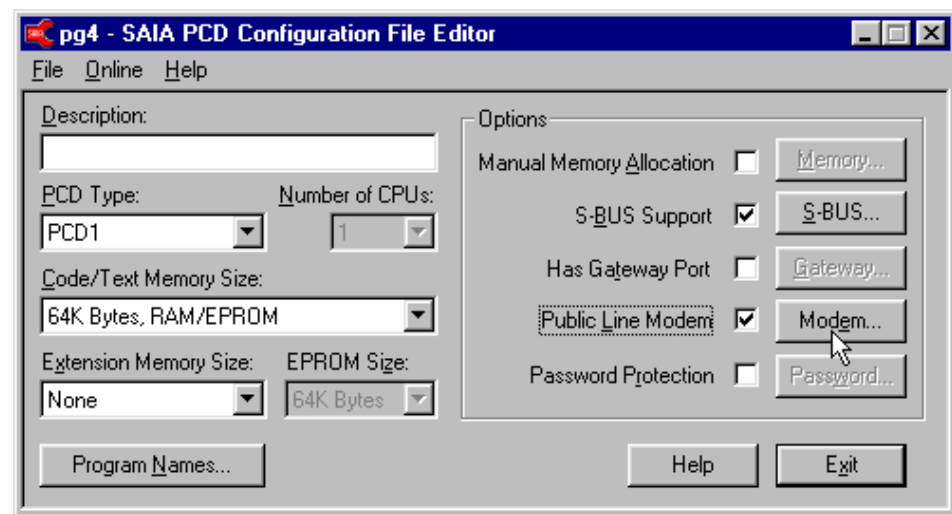 pg4 - SAIA PCD Configuration File Editor
File Online Help
Description:
PCD Type:
Number of CPUs:
PCD1
1
Code/Text Memory Size:
64K Bytes, RAM/EPROM
Extension Memory Size:
EPROM Size:
None
64K Bytes
Program Names...
Options
Manual Memory Allocation
Memory...
S-BUS Support
S-BUS...
Has Gateway Port
Gateway...
Public Line Modem
Modem...
Password Protection
Password...
Help
Exit